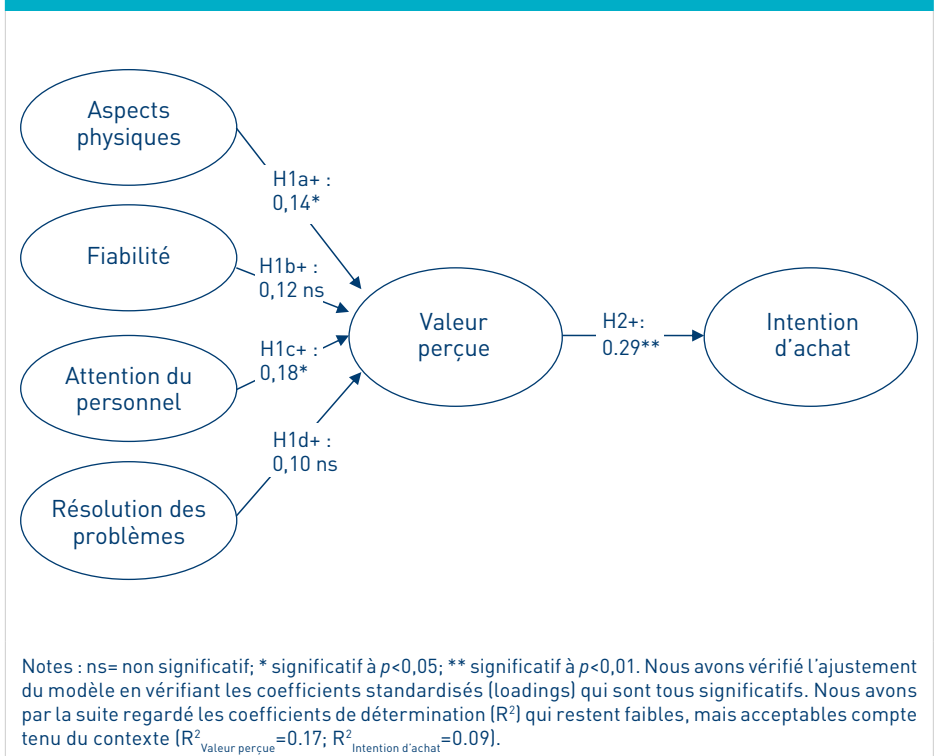 Aspects
physiques
H1a+ :
0,14*
Fiabilité
H1b+ :
0,12 ns
Valeur
perçue
H2+:
0.29**
Intention
d’achat
H1c+ :
0,18*
Attention du
personnel
H1d+ :
0,10 ns
Résolution des
problèmes
Notes : ns= non significatif; * significatif à p<0,05; ** significatif à p<0,01. Nous avons vérifié l’ajustement
du modèle en vérifiant les coefficients standardisés (loadings) qui sont tous significatifs. Nous avons
par la suite regardé les coefficients de détermination (R²) qui restent faibles, mais acceptables compte
tenu du contexte (R² Valeur perçue=0.17; R² Intention d’achat=0.09).